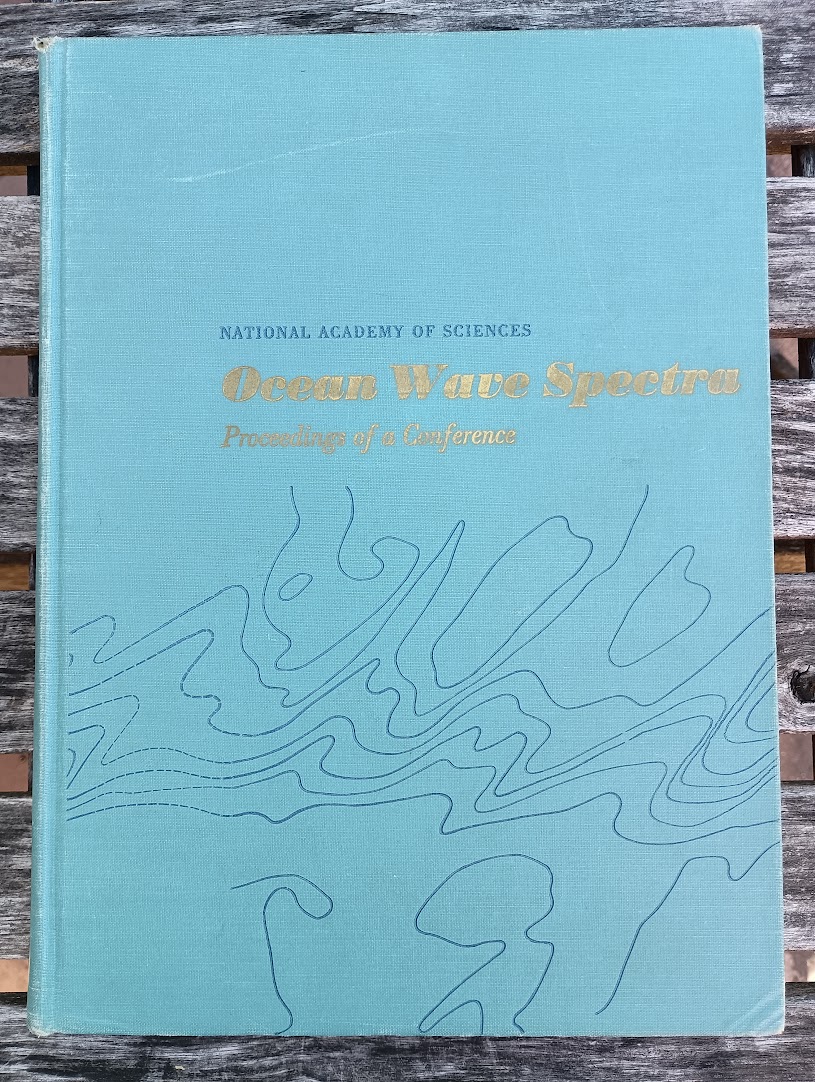 NATIONAL ACADEMY OF SCIENCES
Ocean Wave Spectra
Proceedings of a Conference